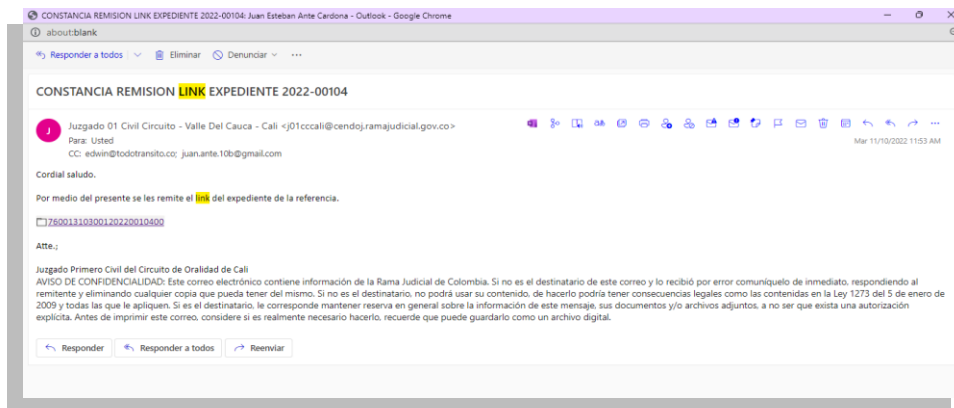 CONSTANCIA REMISION LINK EXPEDIENTE 2022-00104: Juan Esteban Ante Cardona - Outlook - Google Chrome
about:blank
Responder a todos Eliminar Denunciar ...
CONSTANCIA REMISION LINK EXPEDIENTE 2022-00104
J
Juzgado 01 Civil Circuito - Valle Del Cauca - Cali <j01cccali@cendoj.ramajudicial.gov.co>
Para: Usted
CC: edwin@todotransito.co; juan.ante.10b@gmail.com
Mar 11/10/2022 11:53 AM
Cordial saludo.
Por medio del presente se les remite el link del expediente de la referencia.
76001310300120220010400
Atte.;
Juzgado Primero Civil del Circuito de Oralidad de Cali
AVISO DE CONFIDENCIALIDAD: Este correo electrónico contiene información de la Rama Judicial de Colombia. Si no es el destinatario de este correo y lo recibió por error comuníquelo de inmediato, respondiendo al
remitente y eliminando cualquier copia que pueda tener del mismo. Si no es el destinatario, no podrá usar su contenido, de hacerlo podría tener consecuencias legales como las contenidas en la Ley 1273 del 5 de enero de
2009 y todas las que le apliquen. Si es el destinatario, le corresponde mantener reserva en general sobre la información de este mensaje, sus documentos y/o archivos adjuntos, a no ser que exista una autorización
explícita. Antes de imprimir este correo, considere si es realmente necesario hacerlo, recuerde que puede guardarlo como un archivo digital.
Responder Responder a todos Reenviar